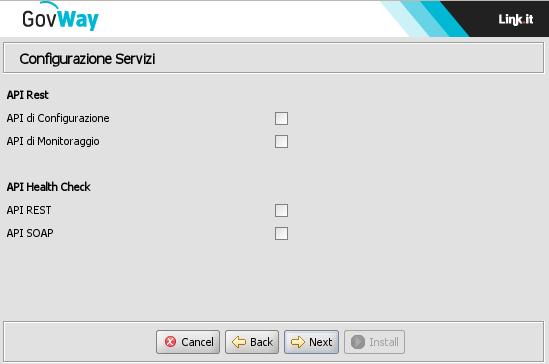 GovWay
Link.it
Configurazione Servizi
API Rest
API di Configurazione
API di Monitoraggio
API Health Check
API REST
API SOAP
Cancel
Back
Next
Install